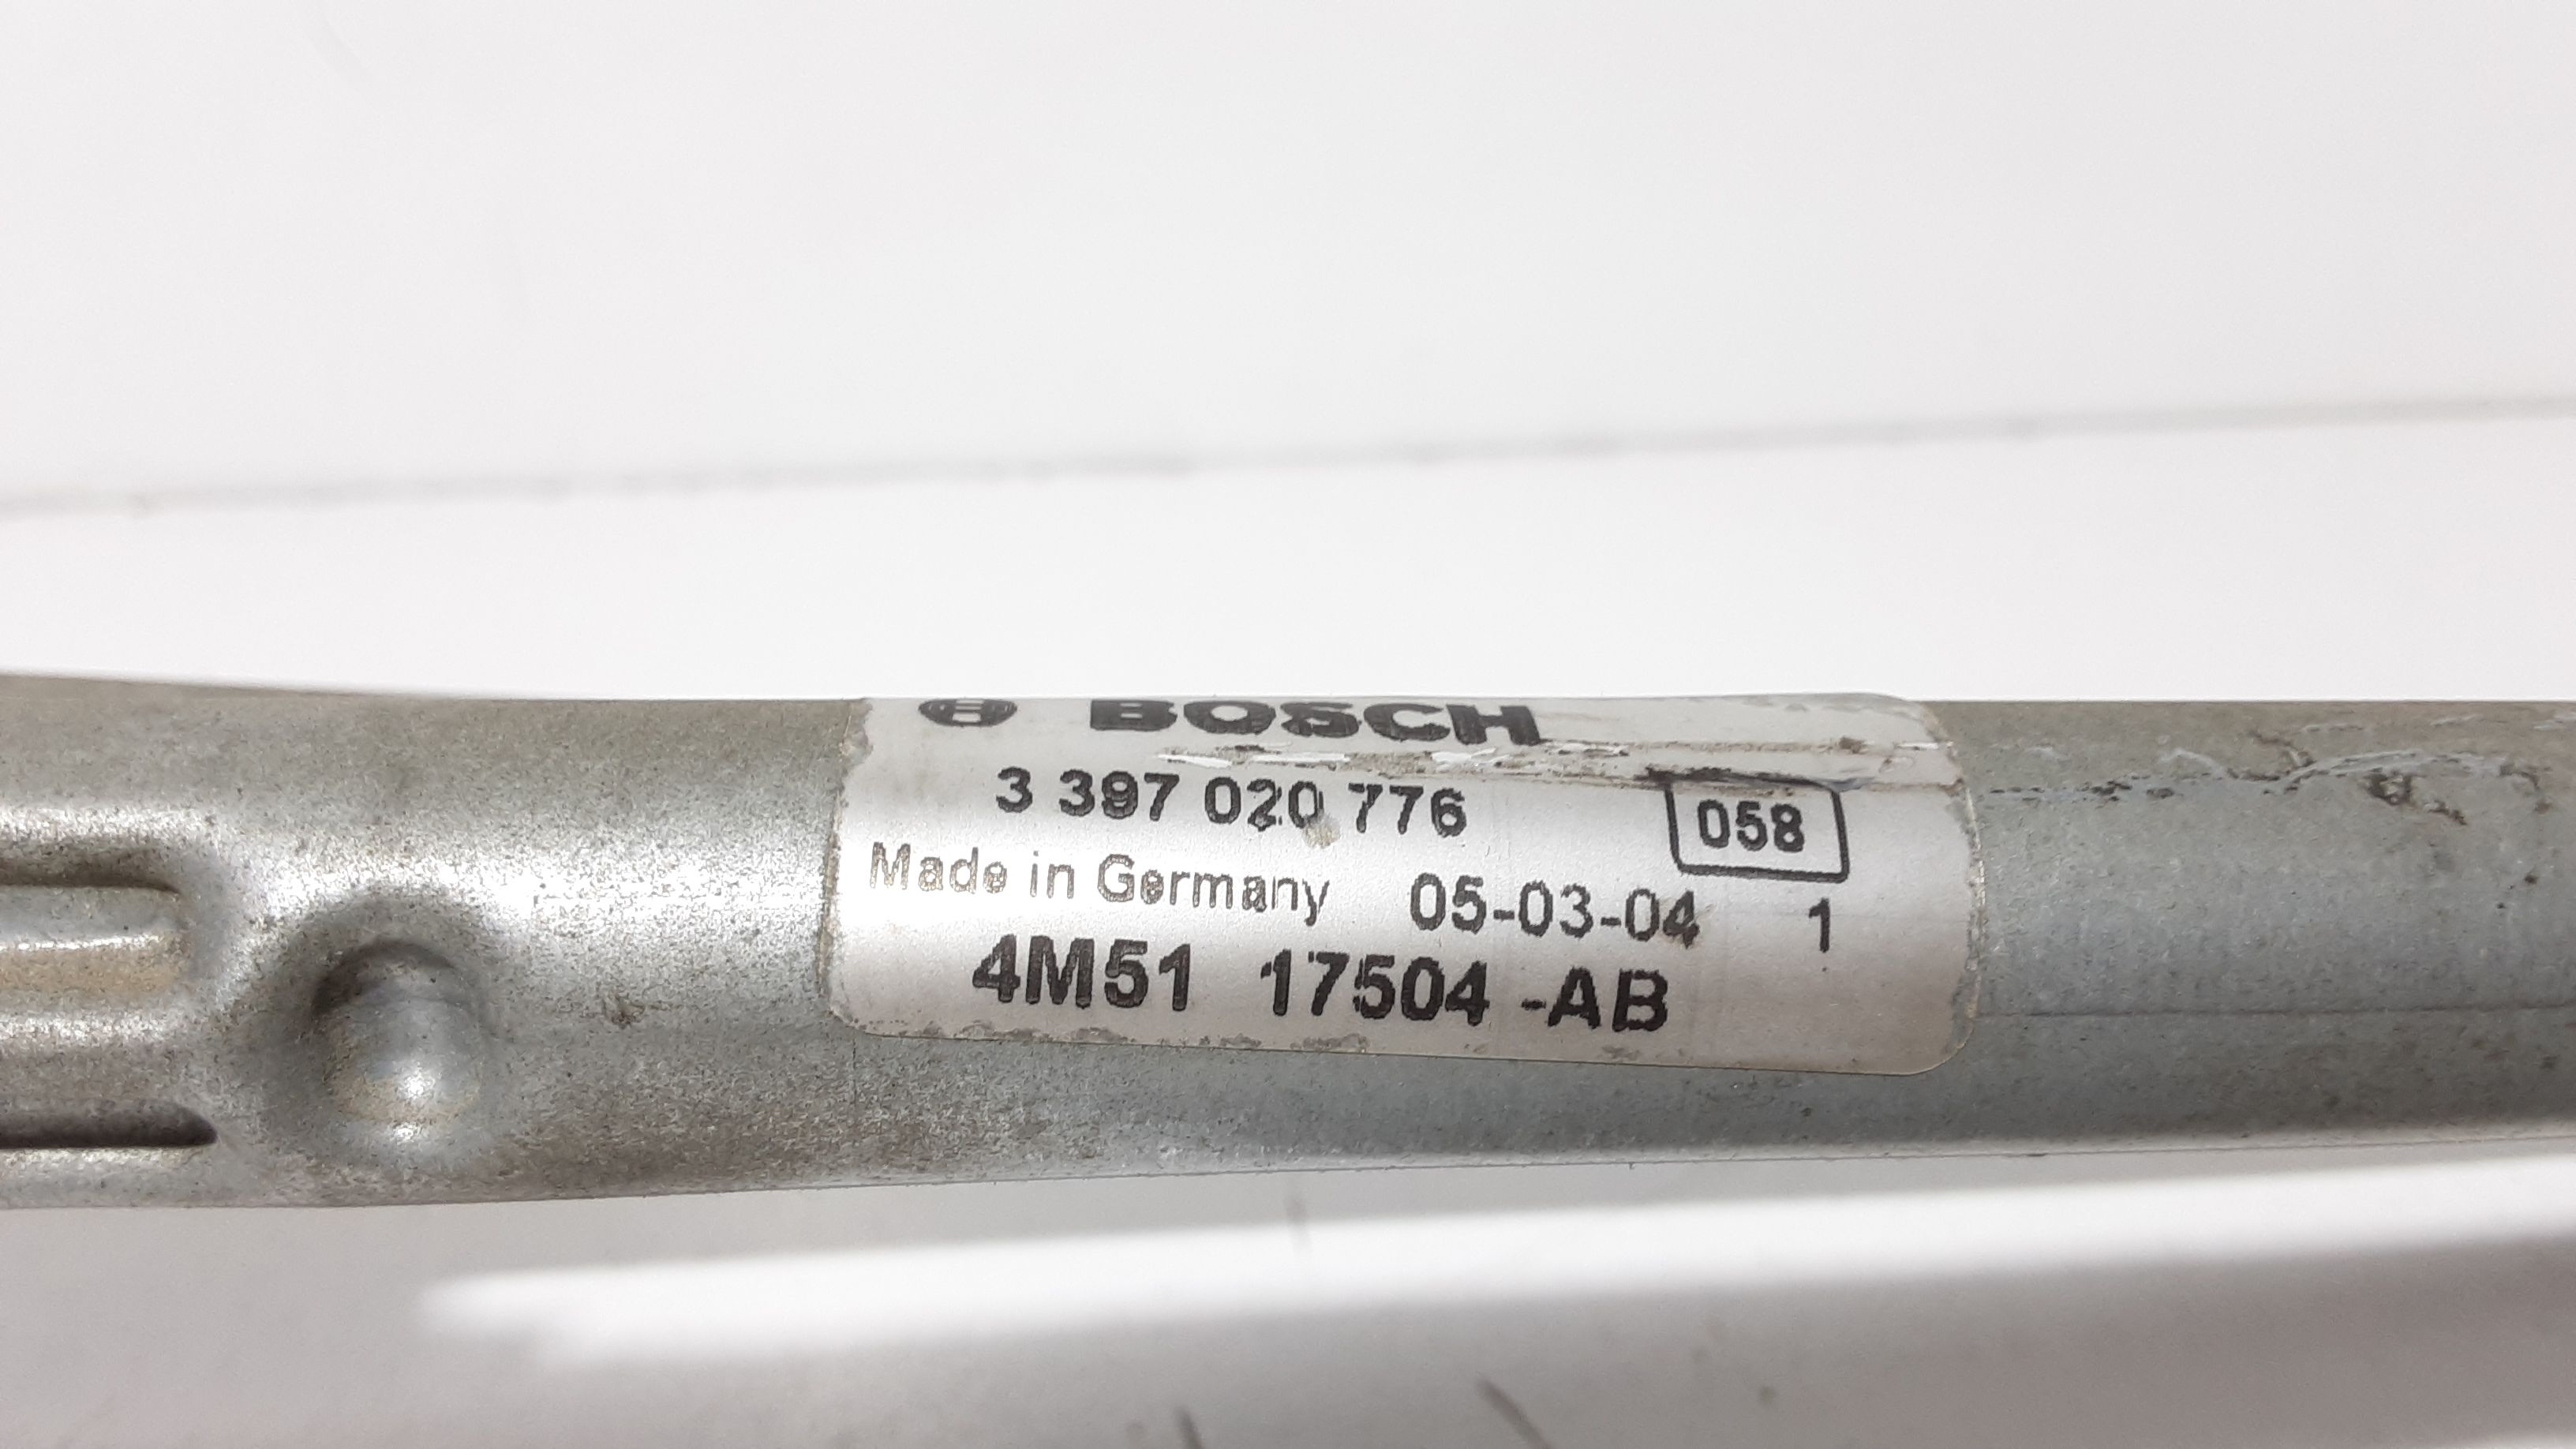 BOSCH
3 397 020 776 058
Made in Germany 05-03-04 1
4M51 17504 -AB